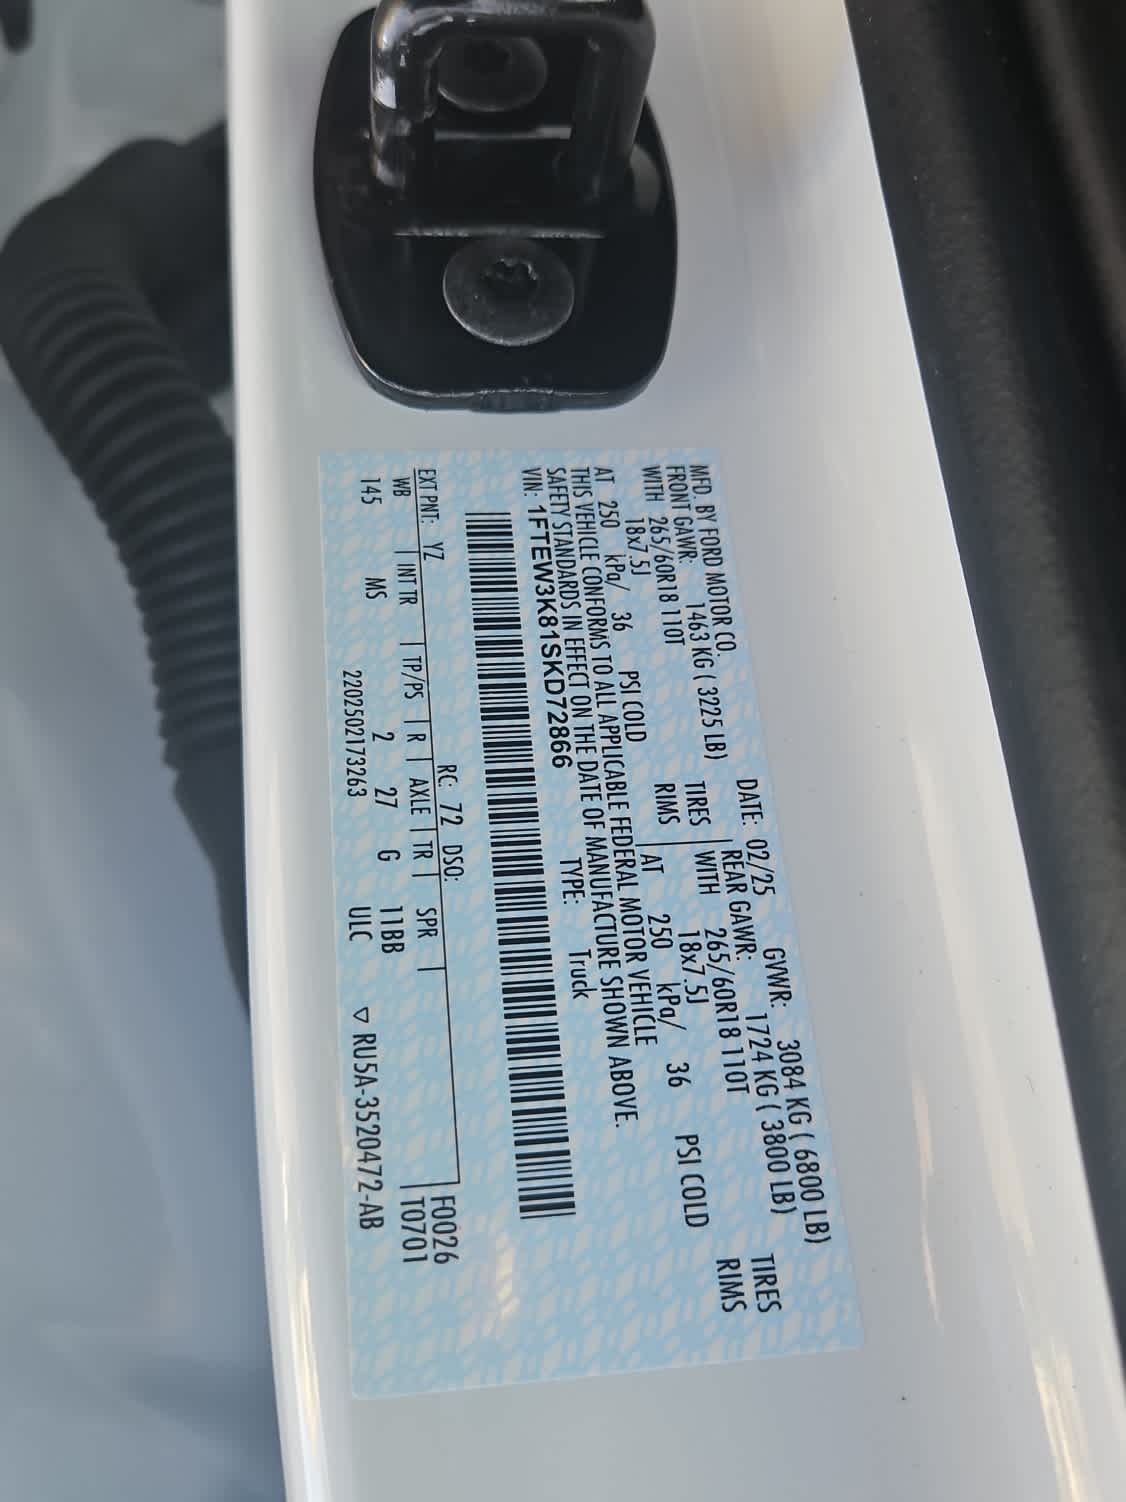 MFD. BY FORD MOTOR CO. DATE: 02/25 GVWR: 3084 KG ( 6800 LB)
FRONT GAWR: 1463 KG ( 3225 LB) REAR GAWR: 1724 KG ( 3800 LB)
WITH 265/60R18 110T TIRES WITH 265/60R18 110T TIRES
18x7.5J RIMS 18x7.5J RIMS
AT 250 kPa/ 36 PSI COLD AT 250 kPa/ 36 PSI COLD
THIS VEHICLE CONFORMS TO ALL APPLICABLE FEDERAL MOTOR VEHICLE
SAFETY STANDARDS IN EFFECT ON THE DATE OF MANUFACTURE SHOWN ABOVE.
VIN: 1FTEW3K81SKD72866 TYPE: Truck
EXT PNT: YZ RC: 72 DSO: F0026
WB INT TR TP/PS R AXLE TR SPR T0701
145 MS 2 27 G 11BB
2202502173263 ULC ▽ RU5A-3520472-AB